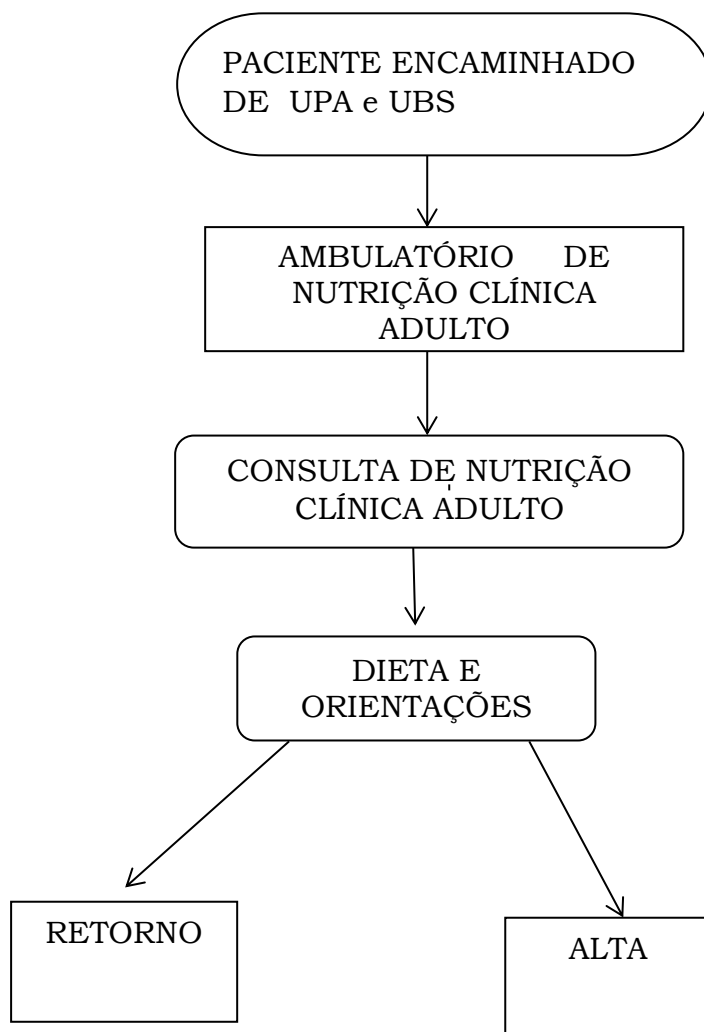 PACIENTE ENCAMINHADO
DE UPA e UBS
AMBULATÓRIO DE
NUTRIÇÃO CLÍNICA
ADULTO
CONSULTA DE NUTRIÇÃO
CLÍNICA ADULTO
DIETA E
ORIENTAÇÕES
RETORNO
ALTA